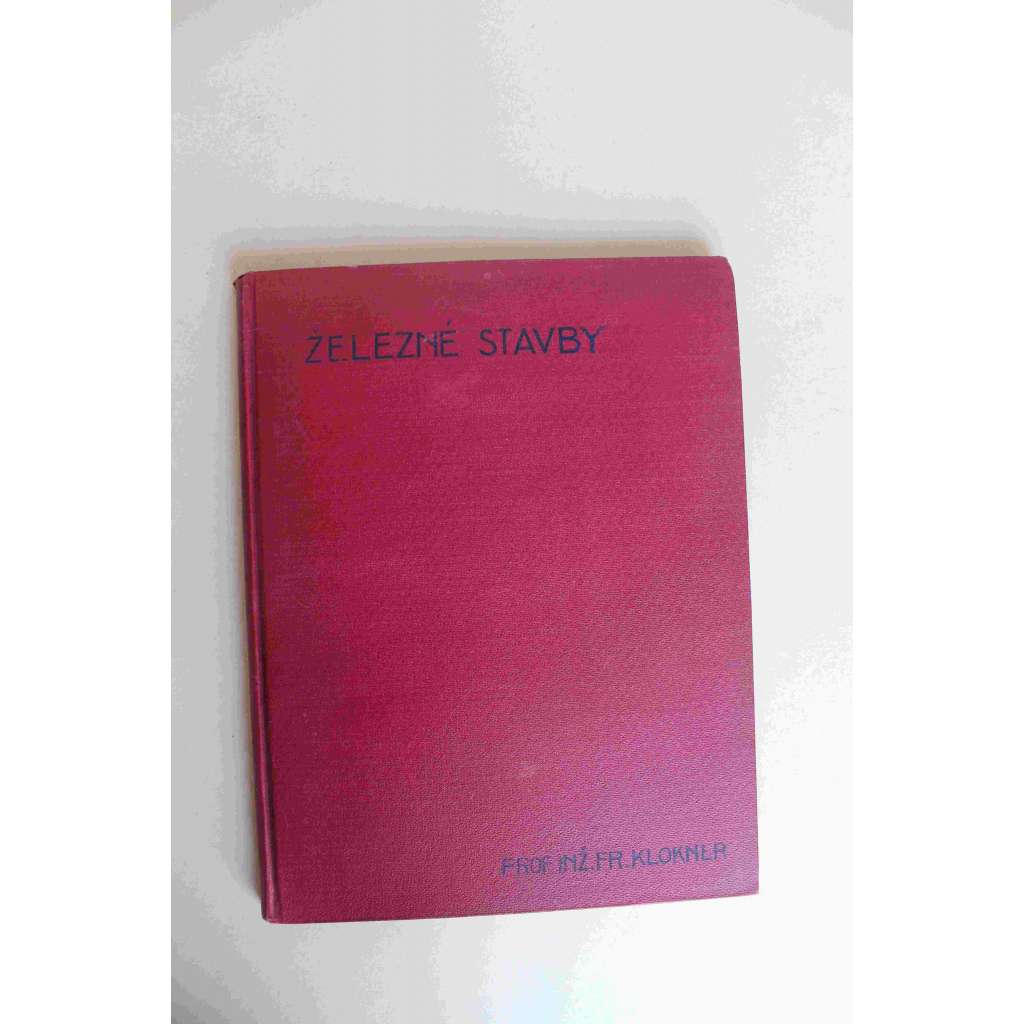 ŽELEZNÉ STAVBY
PROF. INŽ. FR. KLOKNER